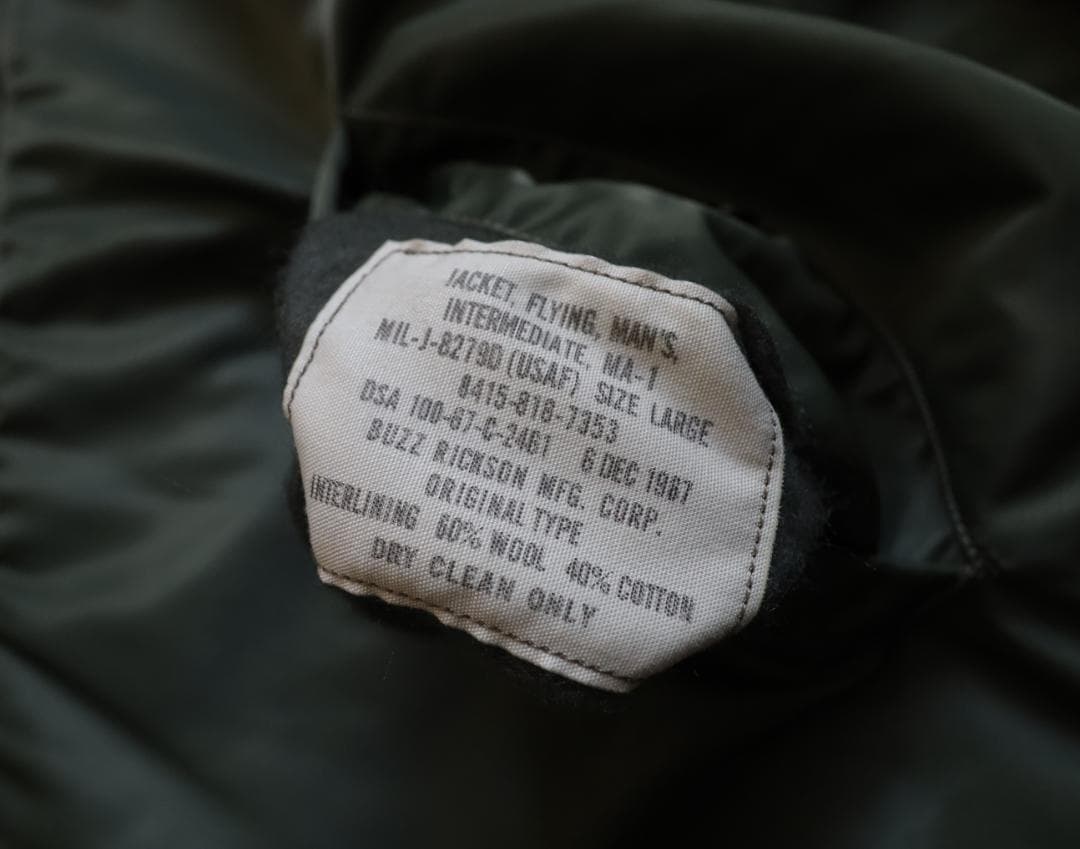 JACKET, FLYING, MAN'S,
INTERMEDIATE, MA-1
MIL-J-8279D (USAF) SIZE LARGE
8415-818-7353
DSA 100-67-C-2461 6 DEC 1967
BUZZ RICKSON MFG. CORP.
ORIGINAL TYPE
INTERLINING 60% WOOL 40% COTTON
DRY CLEAN ONLY